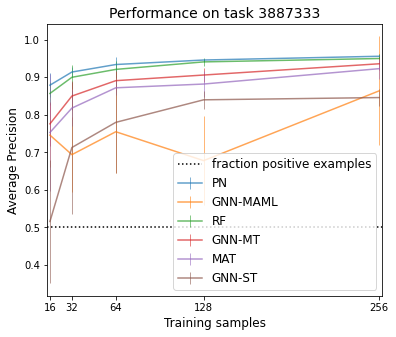 Performance on task 3887333
Average Precision
1.0
0.9
0.8
0.7
0.6
0.5
0.4
fraction positive examples
PN
GNN-MAML
RF
GNN-MT
MAT
GNN-ST
16 32 64 128 256
Training samples